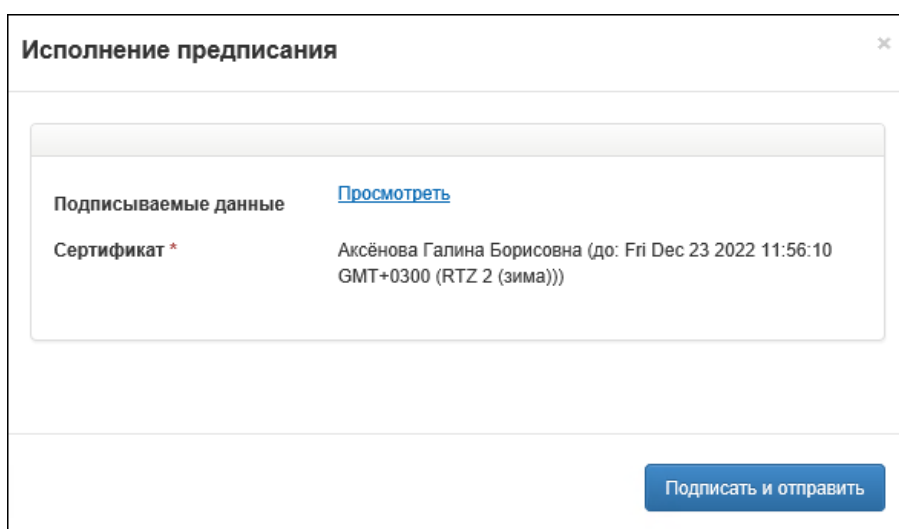 Исполнение предписания
×
Подписываемые данные
Просмотреть
Сертификат *
Аксёнова Галина Борисовна (до: Fri Dec 23 2022 11:56:10
GMT+0300 (RTZ 2 (зима)))
Подписать и отправить